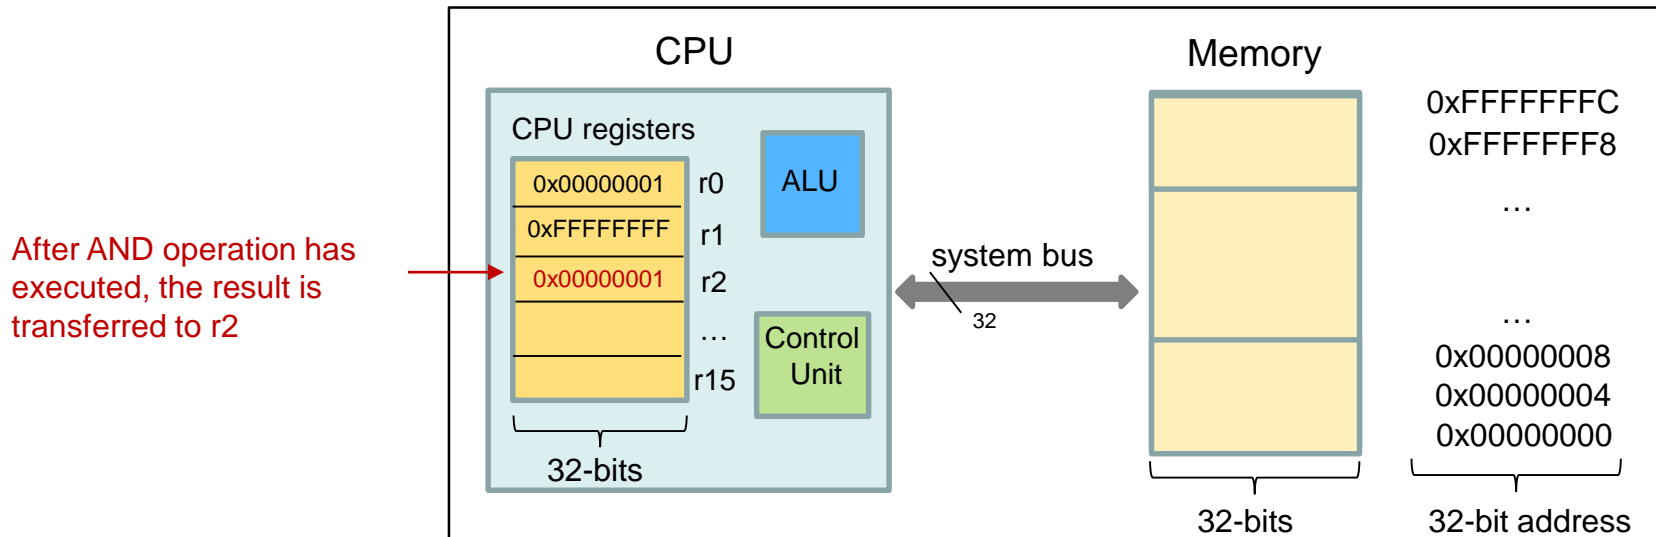 CPU
Memory
CPU registers
0x00000001 r0
0xFFFFFFFF r1
0x00000001 r2
…
r15
32-bits
ALU
Control
Unit
After AND operation has
executed, the result is
transferred to r2
system bus
32
0xFFFFFFFC
0xFFFFFFF8
…
…
0x00000008
0x00000004
0x00000000
32-bits
32-bit address